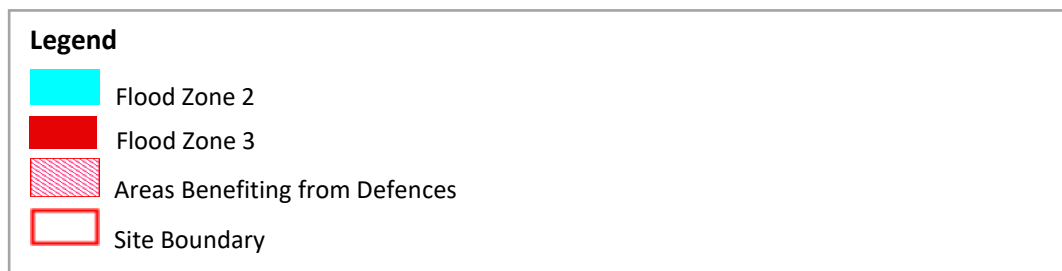 Legend
Flood Zone 2
Flood Zone 3
Areas Benefiting from Defences
Site Boundary